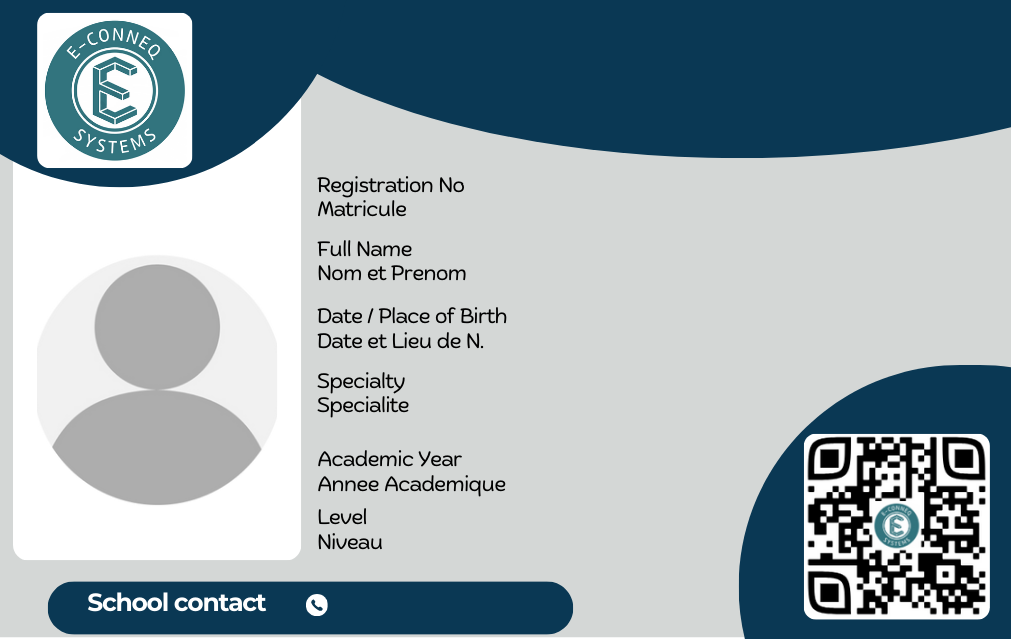 E-CONNEQ
SYSTEMS
Registration No
Matricule
Full Name
Nom et Prenom
Date / Place of Birth
Date et Lieu de N.
Specialty
Specialite
Academic Year
Annee Academique
Level
Niveau
School contact
E-CONNEQ
SYSTEMS